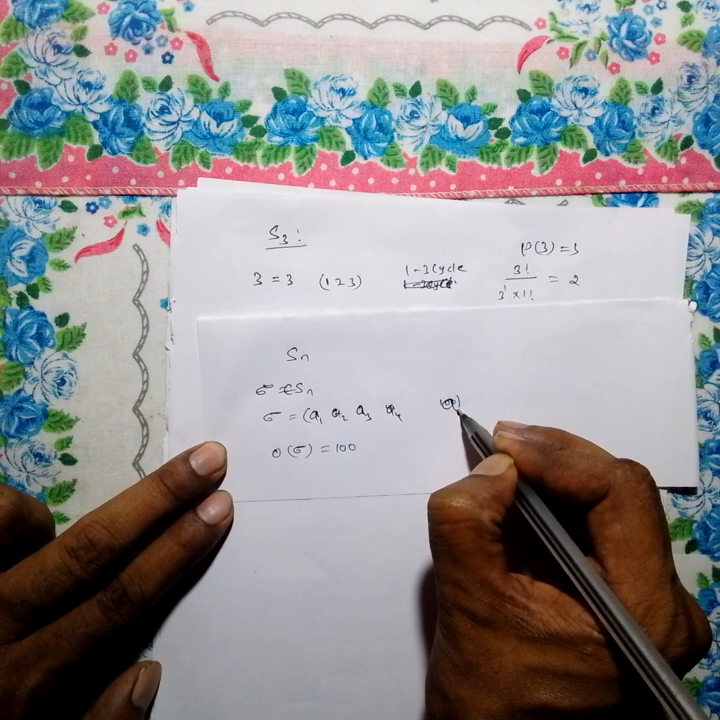 S₃ :
P(3) = 3
3 = 3 (1 2 3) 1-3 Cycle 3! / 3¹ × 1! = 2
Sₙ
σ ∈ Sₙ
σ = (a₁ a₂ a₃ a₄
o(σ) = 100